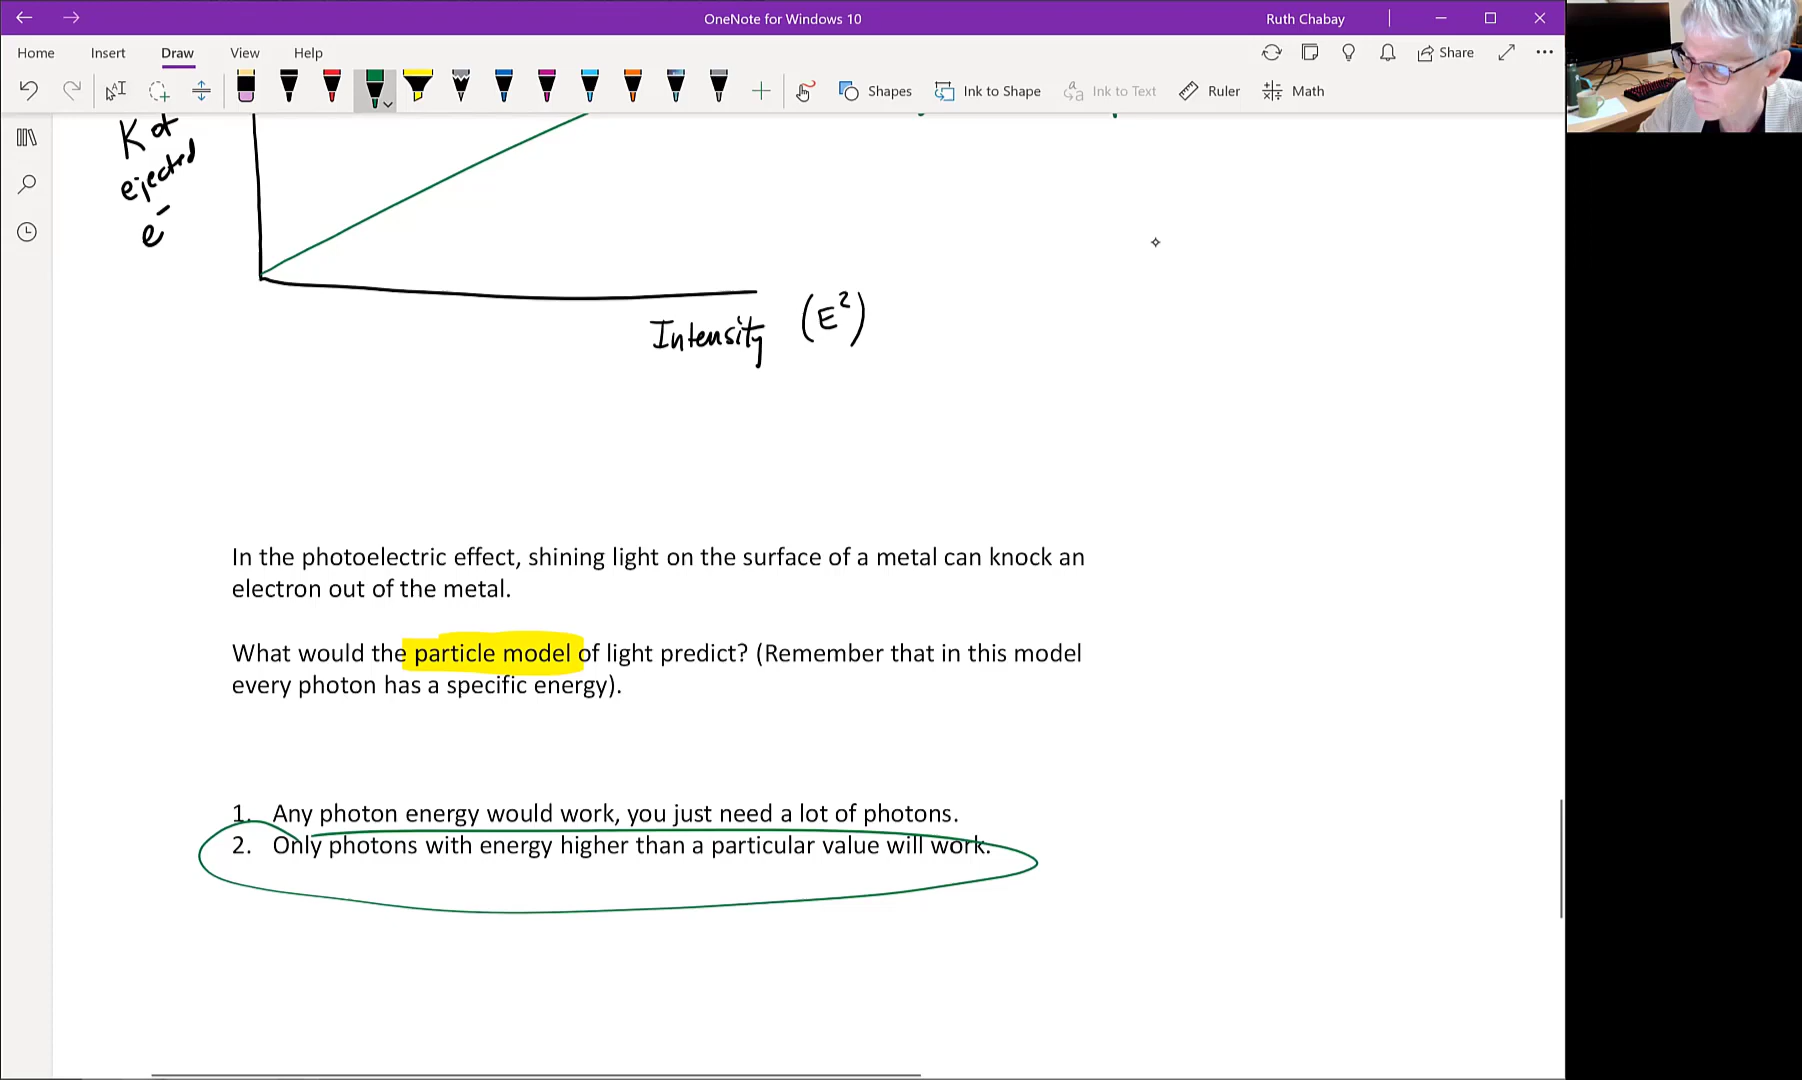 OneNote for Windows 10
Ruth Chabay
Home Insert Draw View Help
Share
Shapes Ink to Shape Ink to Text Ruler Math
K of
ejected
e⁻
Intensity (E²)
In the photoelectric effect, shining light on the surface of a metal can knock an
electron out of the metal.
What would the particle model of light predict? (Remember that in this model
every photon has a specific energy).
1. Any photon energy would work, you just need a lot of photons.
2. Only photons with energy higher than a particular value will work.